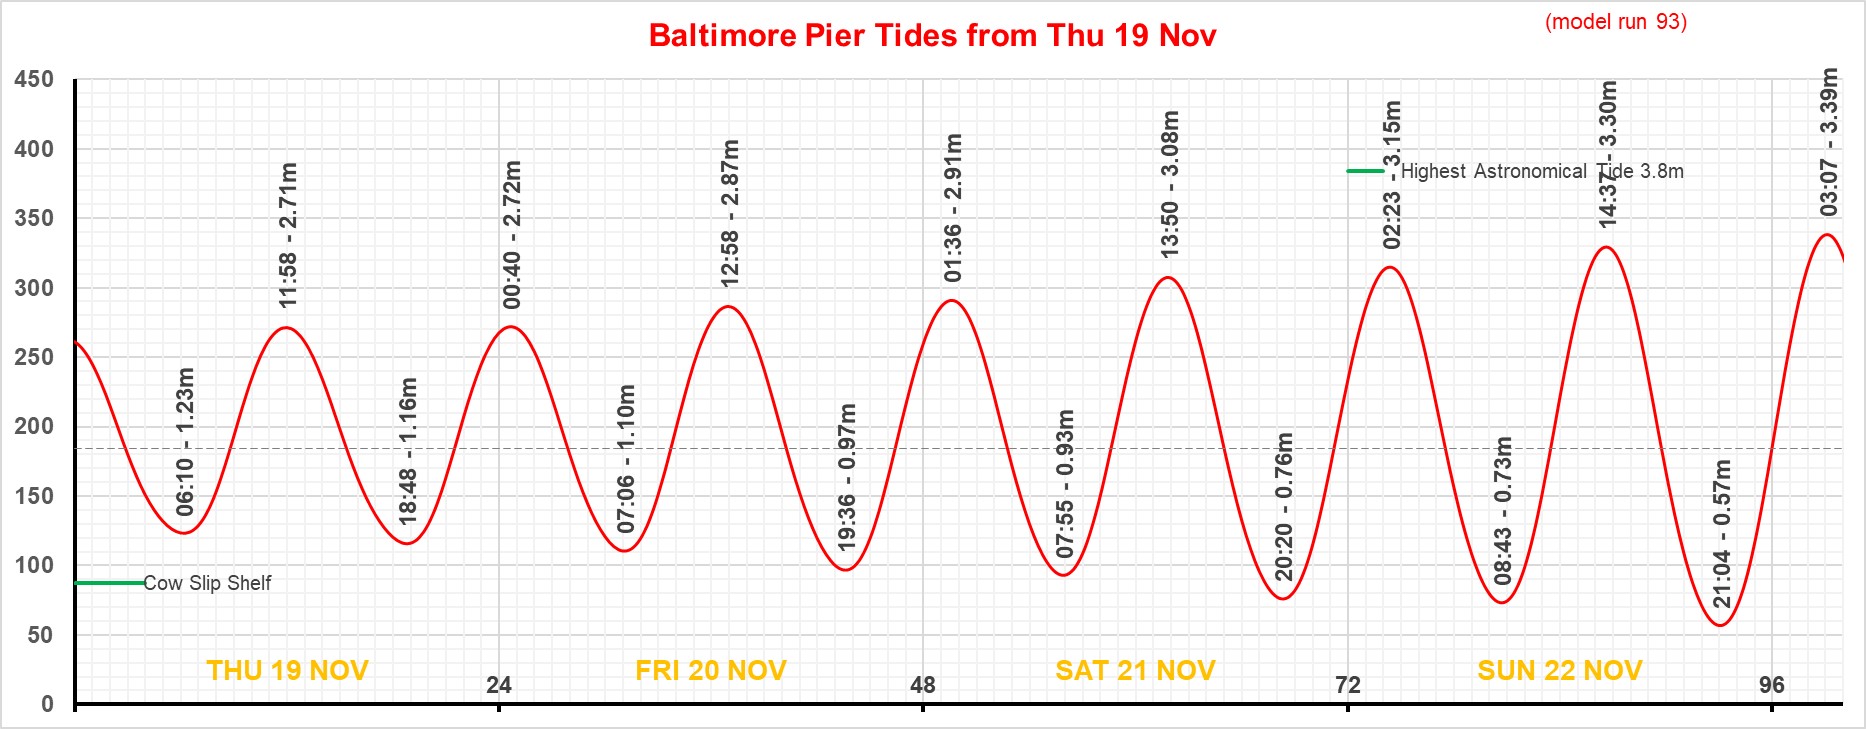 Baltimore Pier Tides from Thu 19 Nov
(model run 93)
450
400
350
300
250
200
150
100
50
0
06:10 - 1.23m
11:58 - 2.71m
18:48 - 1.16m
00:40 - 2.72m
07:06 - 1.10m
12:58 - 2.87m
19:36 - 0.97m
01:36 - 2.91m
07:55 - 0.93m
13:50 - 3.08m
20:20 - 0.76m
02:23 - 3.15m
08:43 - 0.73m
14:37 - 3.30m
21:04 - 0.57m
03:07 - 3.39m
Highest Astronomical Tide 3.8m
Cow Slip Shelf
THU 19 NOV
FRI 20 NOV
SAT 21 NOV
SUN 22 NOV
24
48
72
96